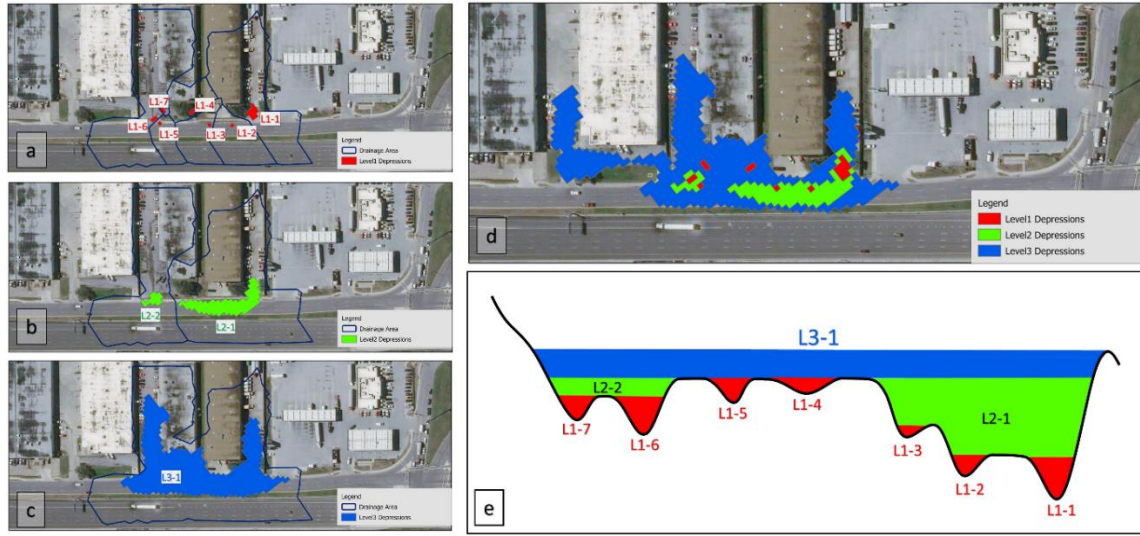 L1-7
L1-4
L1-1
L1-6
L1-5
L1-3
L1-2
Legend
Drainage Area
Level1 Depressions
a
L2-2
L2-1
Legend
Drainage Area
Level2 Depressions
b
L3-1
Legend
Drainage Area
Level3 Depressions
c
Legend
Level1 Depressions
Level2 Depressions
Level3 Depressions
d
L3-1
L2-2
L2-1
L1-7
L1-6
L1-5
L1-4
L1-3
L1-2
L1-1
e